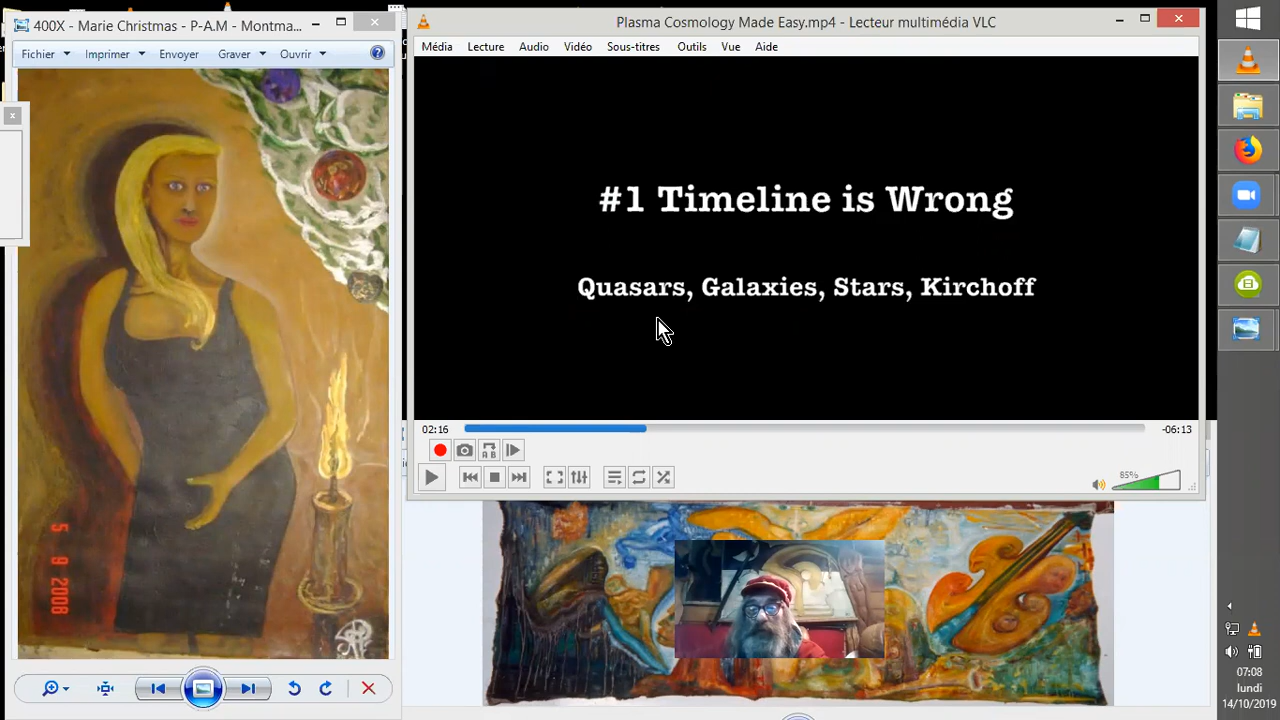 400X - Marie Christmas - P-A.M - Montma...
Fichier Imprimer Envoyer Graver Ouvrir
5 9 2008
Plasma Cosmology Made Easy.mp4 - Lecteur multimédia VLC
Média Lecture Audio Vidéo Sous-titres Outils Vue Aide
#1 Timeline is Wrong
Quasars, Galaxies, Stars, Kirchoff
02:16
-06:13
85%
07:08
lundi
14/10/2019